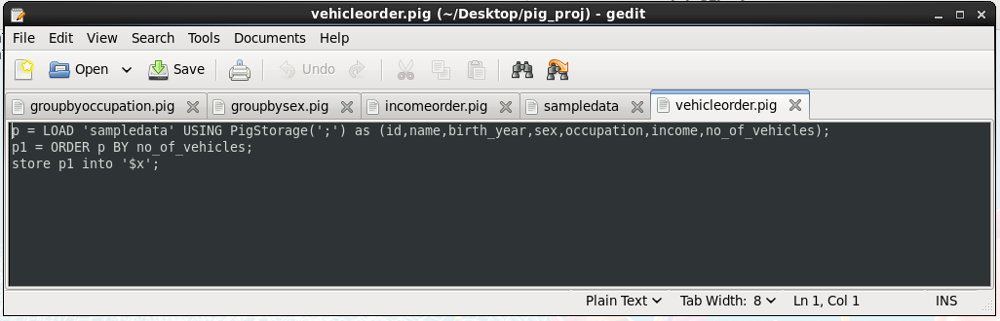 vehicleorder.pig (~/Desktop/pig_proj) - gedit
File Edit View Search Tools Documents Help
Open Save Undo
groupbyoccupation.pig groupbysex.pig incomeorder.pig sampledata vehicleorder.pig
p = LOAD 'sampledata' USING PigStorage(';') as (id,name,birth_year,sex,occupation,income,no_of_vehicles);
p1 = ORDER p BY no_of_vehicles;
store p1 into '$x';
Plain Text Tab Width: 8 Ln 1, Col 1 INS